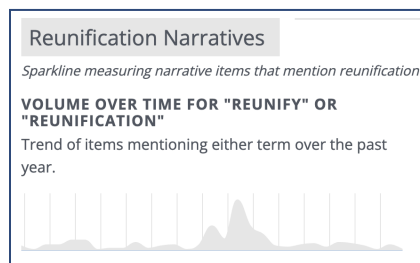 Reunification Narratives
Sparkline measuring narrative items that mention reunification
VOLUME OVER TIME FOR "REUNIFY" OR
"REUNIFICATION"
Trend of items mentioning either term over the past
year.